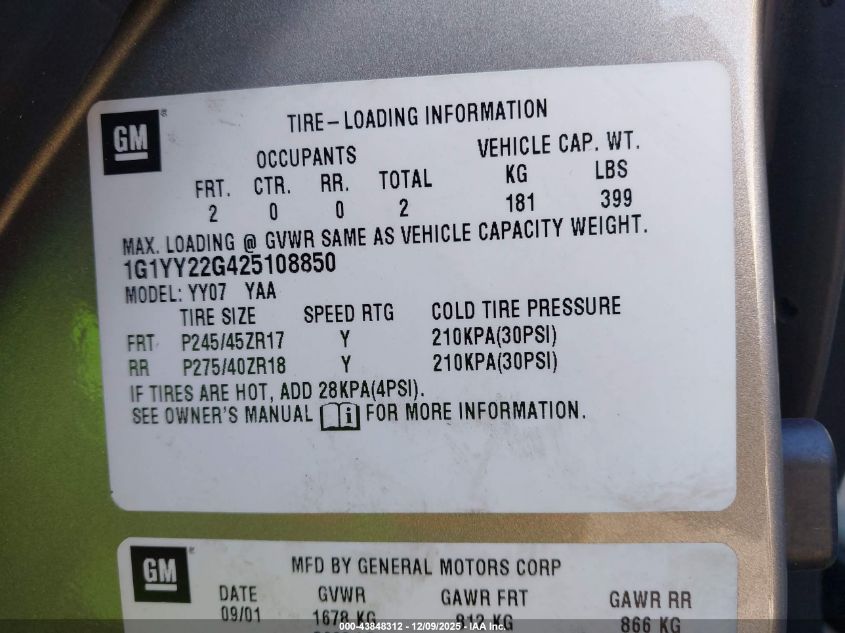 GM
TIRE-LOADING INFORMATION
OCCUPANTS VEHICLE CAP. WT.
FRT. CTR. RR. TOTAL KG LBS
2 0 0 2 181 399
MAX. LOADING @ GVWR SAME AS VEHICLE CAPACITY WEIGHT.
1G1YY22G425108850
MODEL: YY07 YAA
TIRE SIZE SPEED RTG COLD TIRE PRESSURE
FRT P245/45ZR17 Y 210KPA(30PSI)
RR P275/40ZR18 Y 210KPA(30PSI)
IF TIRES ARE HOT, ADD 28KPA(4PSI).
SEE OWNER'S MANUAL FOR MORE INFORMATION.
GM
MFD BY GENERAL MOTORS CORP
DATE GVWR GAWR FRT GAWR RR
09/01 1678 KG 812 KG 866 KG
000-43848312 - 12/09/2025 - IAA Inc.